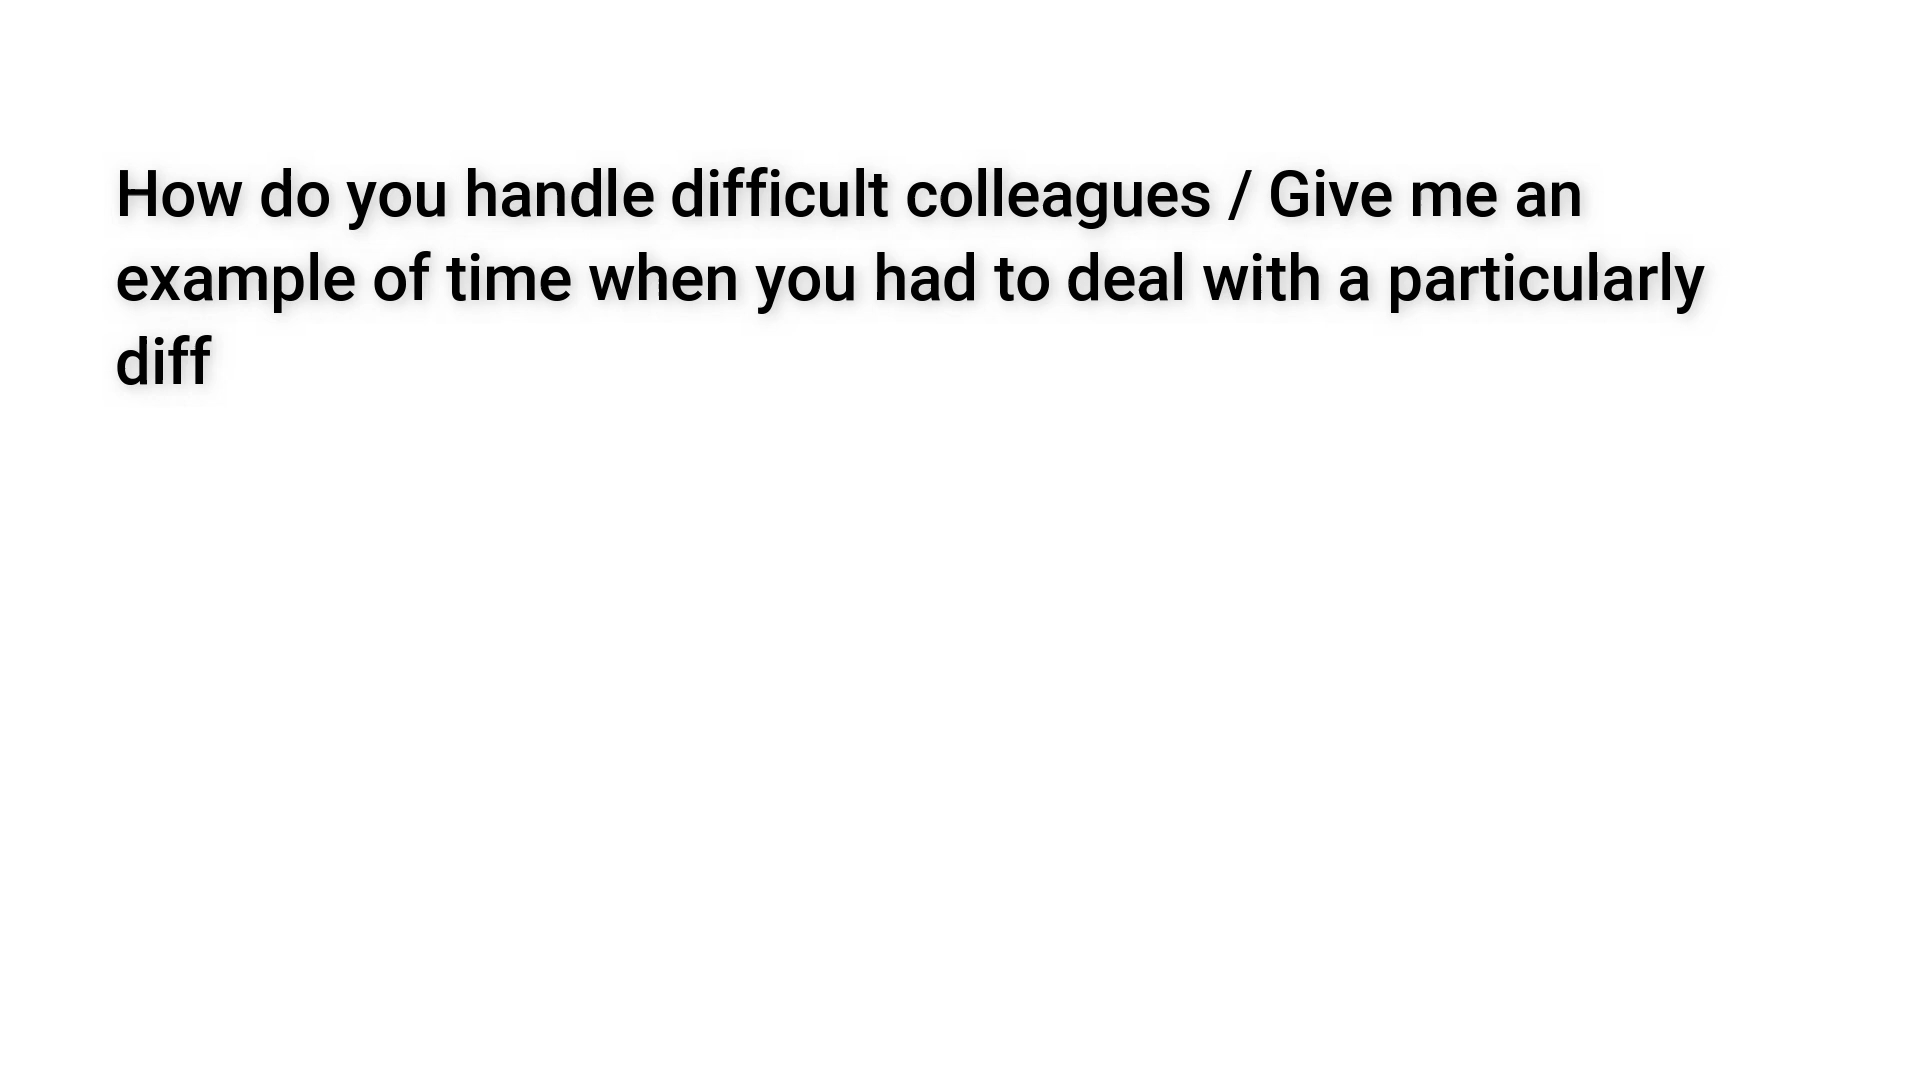 How do you handle difficult colleagues / Give me an
example of time when you had to deal with a particularly
diff